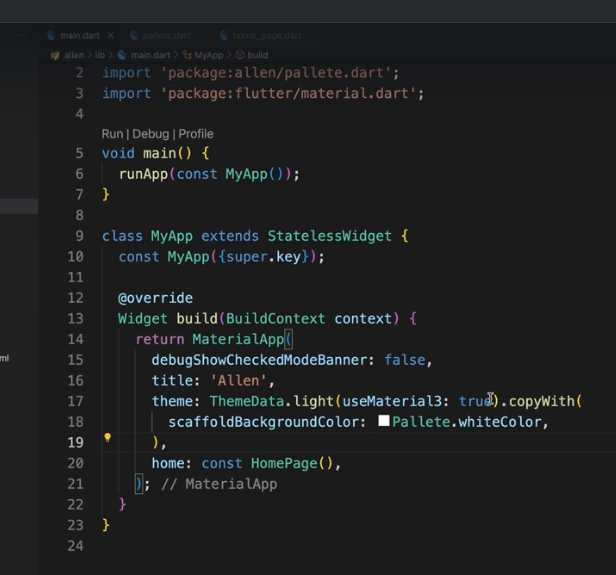 main.dart × pallete.dart home_page.dart
allen > lib > main.dart > MyApp > build
2 import 'package:allen/pallete.dart';
3 import 'package:flutter/material.dart';
4
Run | Debug | Profile
5 void main() {
6 runApp(const MyApp());
7 }
8
9 class MyApp extends StatelessWidget {
10 const MyApp({super.key});
11
12 @override
13 Widget build(BuildContext context) {
14 return MaterialApp(
15 debugShowCheckedModeBanner: false,
16 title: 'Allen',
17 theme: ThemeData.light(useMaterial3: true).copyWith(
18 scaffoldBackgroundColor: Pallete.whiteColor,
ml
19 ),
20 home: const HomePage(),
21 ); // MaterialApp
22 }
23 }
24